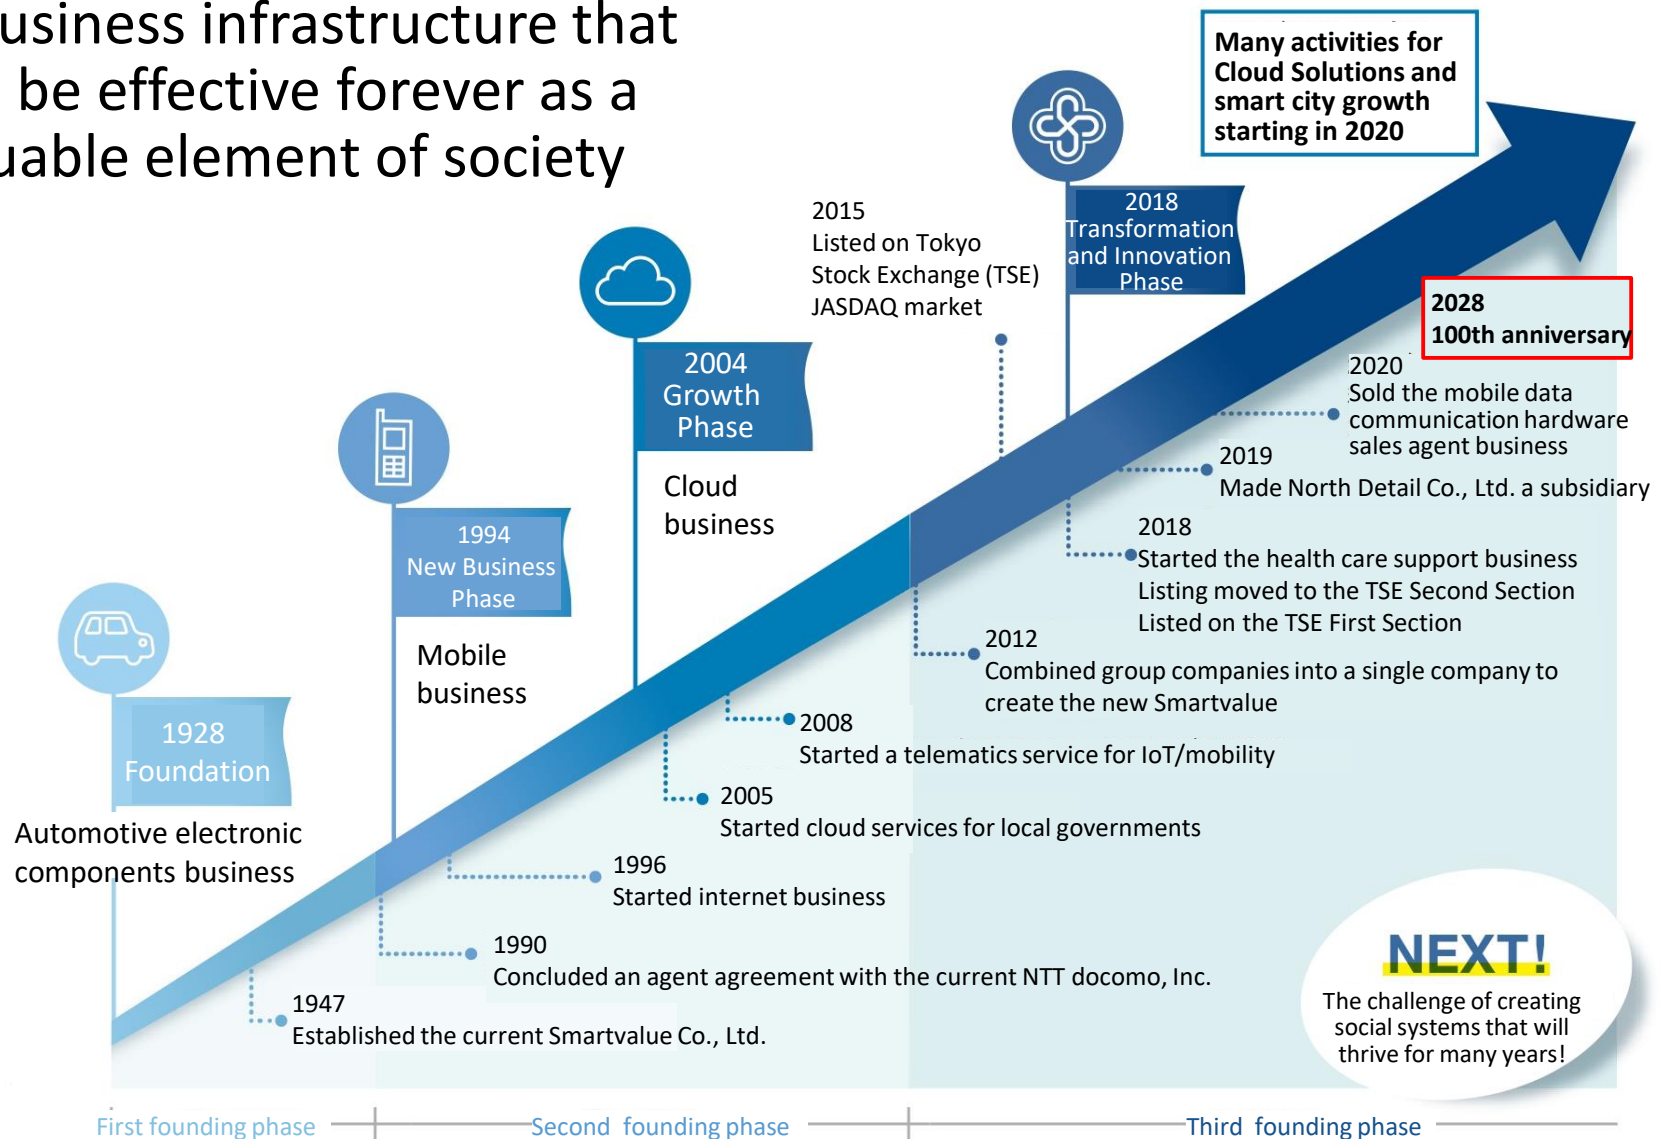 usiness infrastructure that
be effective forever as a
uable element of society
Many activities for
Cloud Solutions and
smart city growth
starting in 2020
2015
Listed on Tokyo
Stock Exchange (TSE)
JASDAQ market
2018
Transformation
and Innovation
Phase
2028
100th anniversary
2004
Growth
Phase
2020
Sold the mobile data
communication hardware
sales agent business
2019
Made North Detail Co., Ltd. a subsidiary
Cloud
business
2018
Started the health care support business
Listing moved to the TSE Second Section
Listed on the TSE First Section
1994
New Business
Phase
2012
Combined group companies into a single company to
create the new Smartvalue
Mobile
business
2008
Started a telematics service for IoT/mobility
1928
Foundation
2005
Started cloud services for local governments
Automotive electronic
components business
1996
Started internet business
1990
Concluded an agent agreement with the current NTT docomo, Inc.
1947
Established the current Smartvalue Co., Ltd.
NEXT!
The challenge of creating
social systems that will
thrive for many years!
First founding phase
Second founding phase
Third founding phase